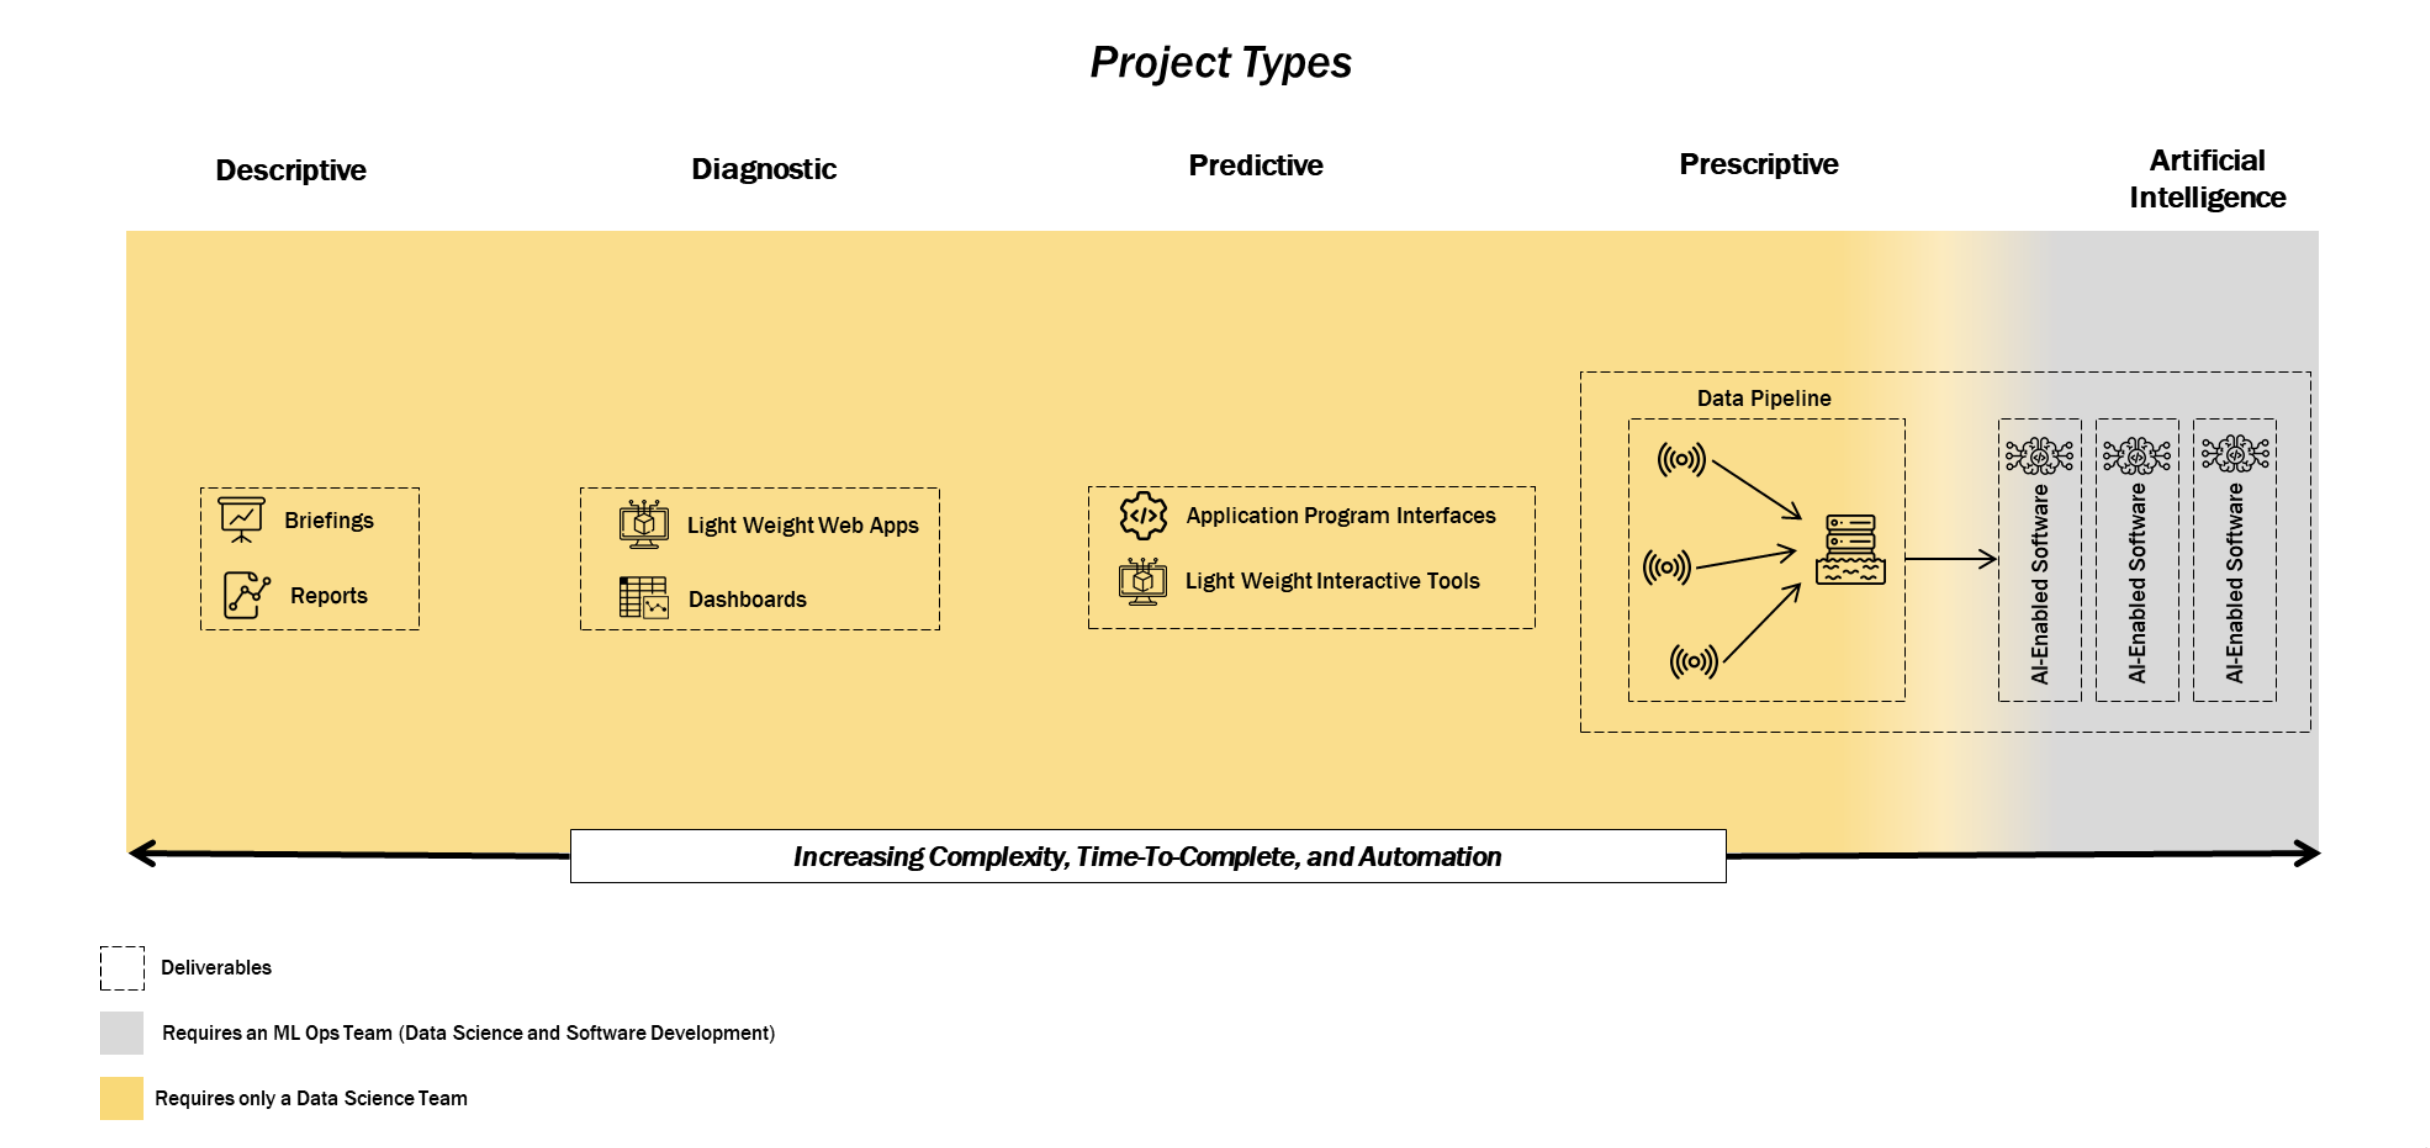 Project Types
Descriptive
Diagnostic
Predictive
Prescriptive
Artificial
Intelligence
Briefings
Reports
Light Weight Web Apps
Dashboards
Application Program Interfaces
Light Weight Interactive Tools
Data Pipeline
AI-Enabled Software
AI-Enabled Software
AI-Enabled Software
Increasing Complexity, Time-To-Complete, and Automation
Deliverables
Requires an ML Ops Team (Data Science and Software Development)
Requires only a Data Science Team